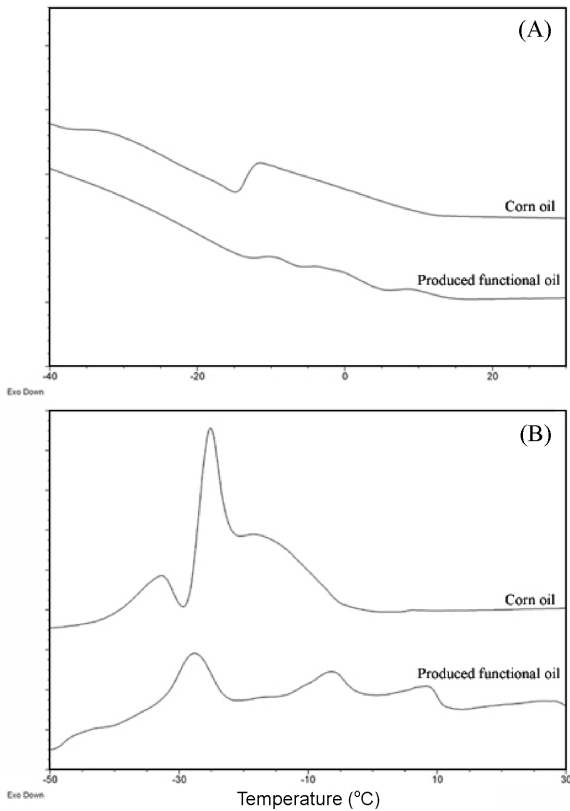 (A)
Corn oil
Produced functional oil
-40 -20 0 20
Exo Down
(B)
Corn oil
Produced functional oil
-50 -30 -10 10 30
Exo Down
Temperature (°C)